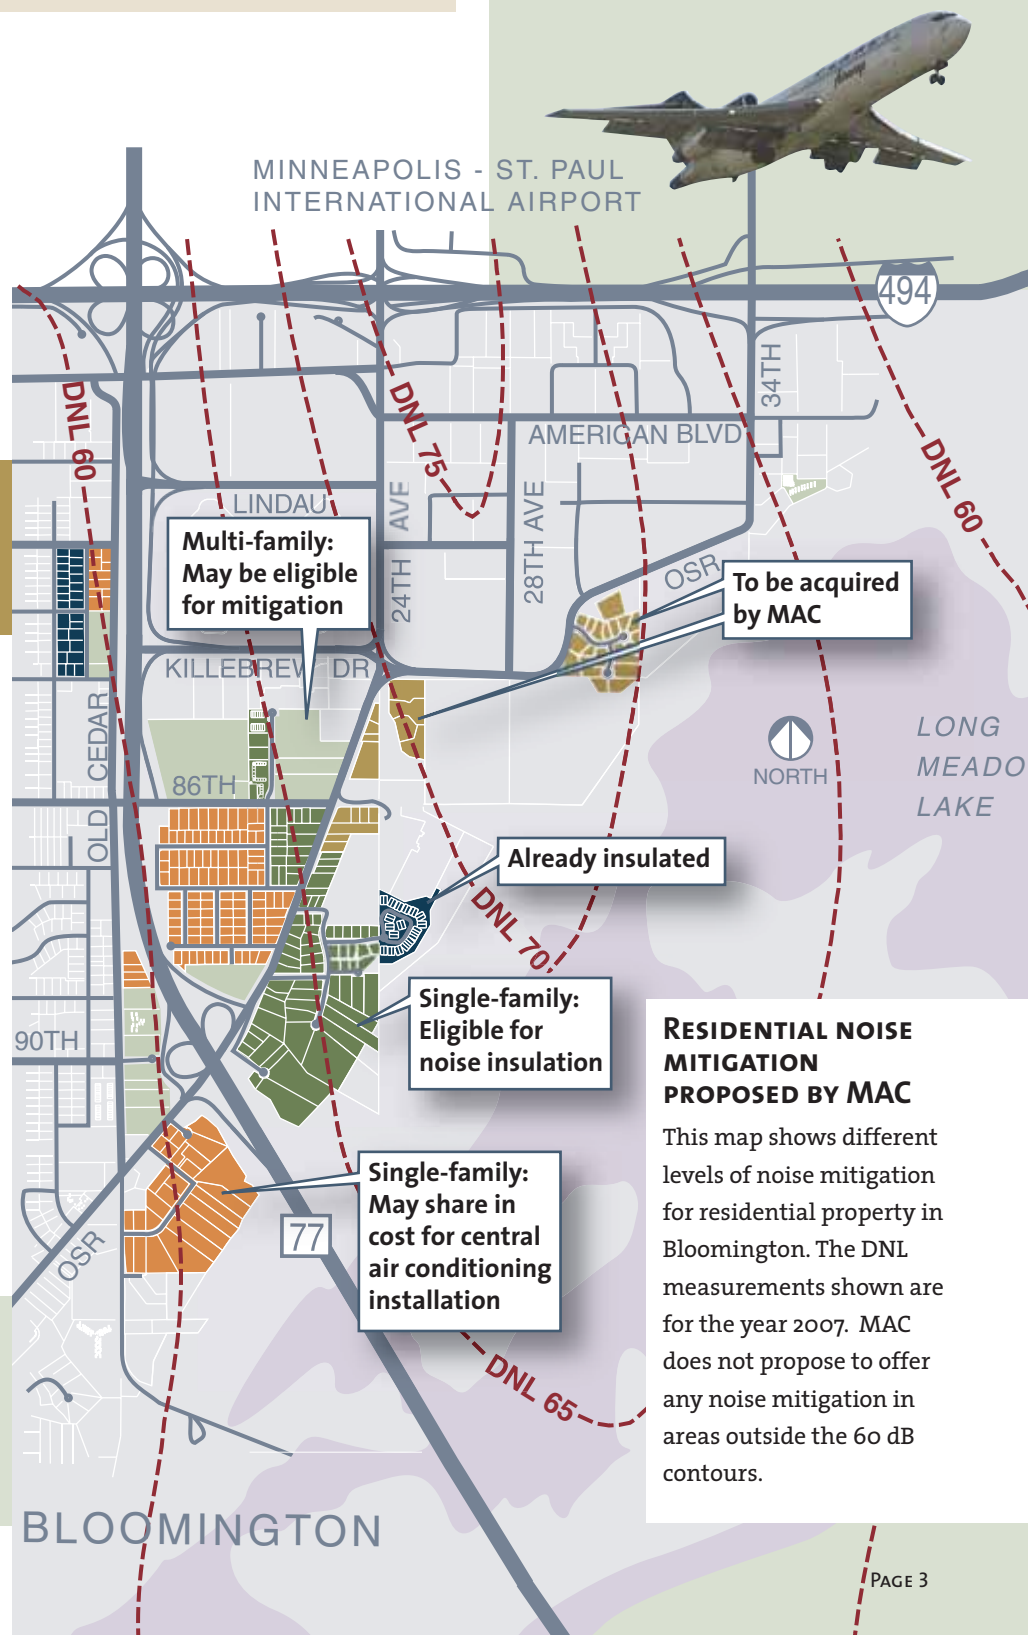 MINNEAPOLIS - ST. PAUL
INTERNATIONAL AIRPORT
494
DNL 60
DNL 75
34TH
AMERICAN BLVD
DNL 60
LINDAU
24TH AVE
28TH AVE
OSR
Multi-family:
May be eligible
for mitigation
To be acquired
by MAC
KILLEBREW DR
OLD CEDAR
86TH
NORTH
LONG
MEADO
LAKE
Already insulated
DNL 70
Single-family:
Eligible for
noise insulation
90TH
Single-family:
May share in
cost for central
air conditioning
installation
77
OSR
DNL 65
BLOOMINGTON
RESIDENTIAL NOISE
MITIGATION
PROPOSED BY MAC
This map shows different
levels of noise mitigation
for residential property in
Bloomington. The DNL
measurements shown are
for the year 2007. MAC
does not propose to offer
any noise mitigation in
areas outside the 60 dB
contours.
PAGE 3